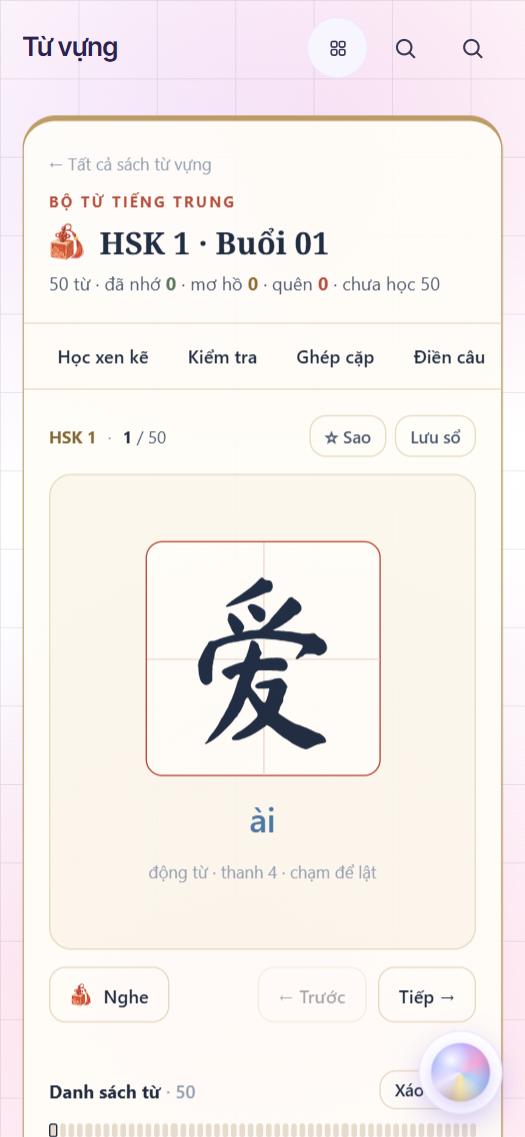 Từ vựng
← Tất cả sách từ vựng
BỘ TỪ TIẾNG TRUNG
HSK 1 · Buổi 01
50 từ · đã nhớ 0 · mơ hồ 0 · quên 0 · chưa học 50
Học xen kẽ Kiểm tra Ghép cặp Điền câu
HSK 1 · 1 / 50 ☆ Sao Lưu sổ
爱
ài
động từ · thanh 4 · chạm để lật
Nghe ← Trước Tiếp →
Danh sách từ · 50 Xáo